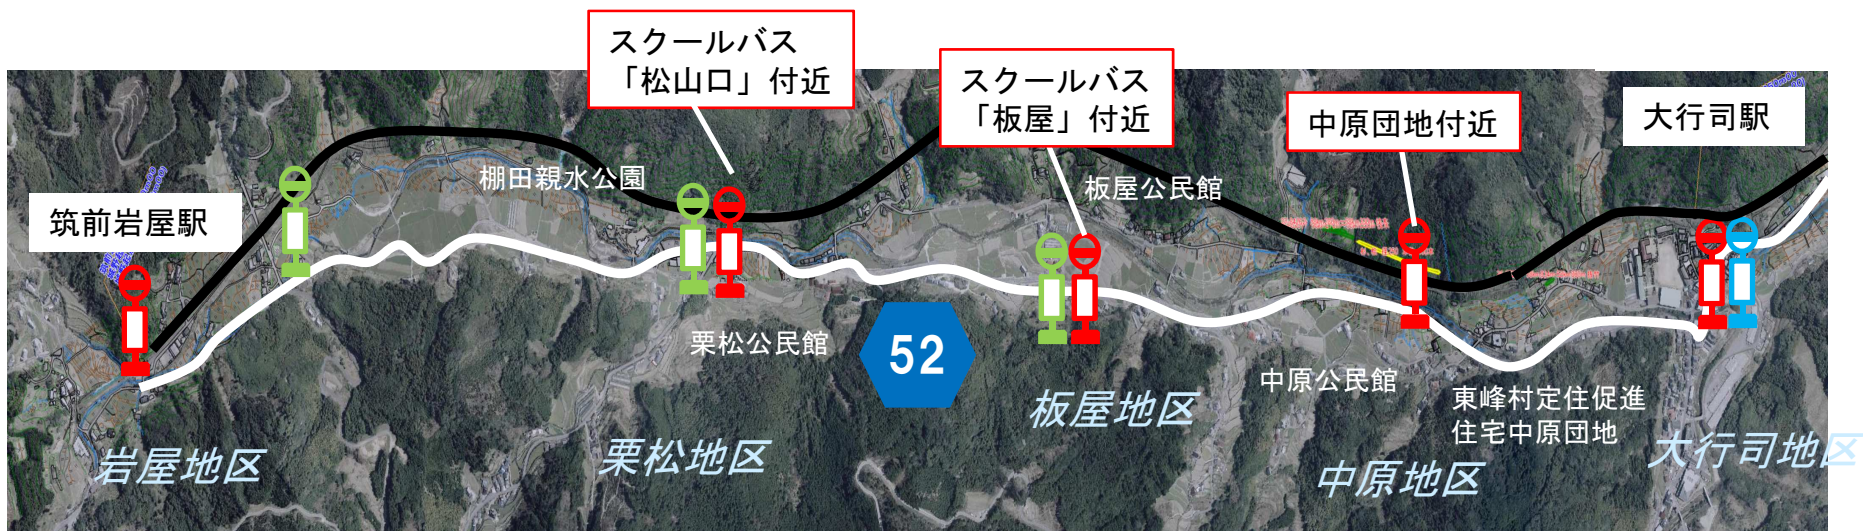 スクールバス
「松山口」付近
スクールバス
「板屋」付近
中原団地付近
大行司駅
筑前岩屋駅
棚田親水公園
板屋公民館
栗松公民館
52
中原公民館
東峰村定住促進
住宅中原団地
岩屋地区
栗松地区
板屋地区
中原地区
大行司地区